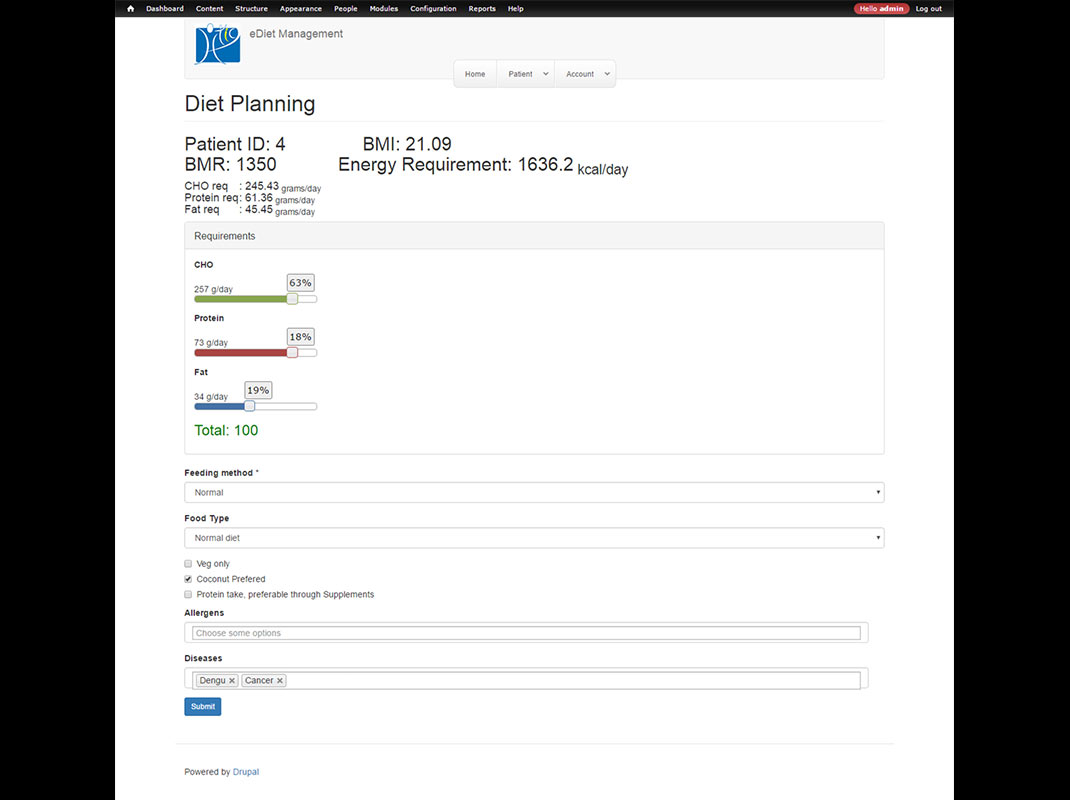 Dashboard Content Structure Appearance People Modules Configuration Reports Help Hello admin Log out
eDiet Management
Home Patient Account
Diet Planning
Patient ID: 4 BMI: 21.09
BMR: 1350 Energy Requirement: 1636.2 kcal/day
CHO req : 245.43 grams/day
Protein req: 61.36 grams/day
Fat req : 45.45 grams/day
Requirements
CHO
63%
257 g/day
Protein
18%
73 g/day
Fat
19%
34 g/day
Total: 100
Feeding method *
Normal
Food Type
Normal diet
Veg only
Coconut Prefered
Protein take, preferable through Supplements
Allergens
Choose some options
Diseases
Dengu Cancer
Submit
Powered by Drupal